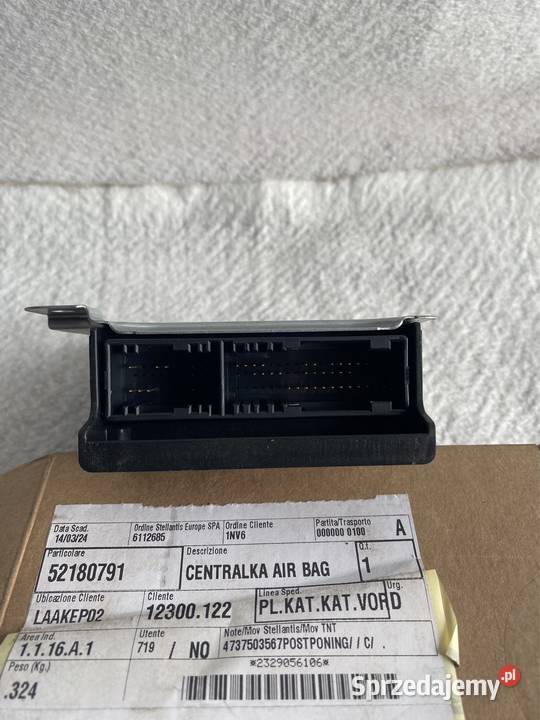 Data Scad. Ordine Stellantis Europe SPA Ordine Cliente Partita/Trasporto
14/03/24 6112685 1NV6 000000 0100 A
Particolare Descrizione Q.t.
52180791 CENTRALKA AIR BAG 1
Ubicazione Cliente Cliente Linea Sped. Urg.
LAAKEP02 12300.122 PL.KAT.KAT.VOR D
Area Ind. Utente Note/Mov Stellantis/Mov TNT
1.1.16.A.1 719 / NO 4737503567POSTPONING/ / C/ .
Peso (Kg.) *2329056106*
.324
Sprzedajemy.pl